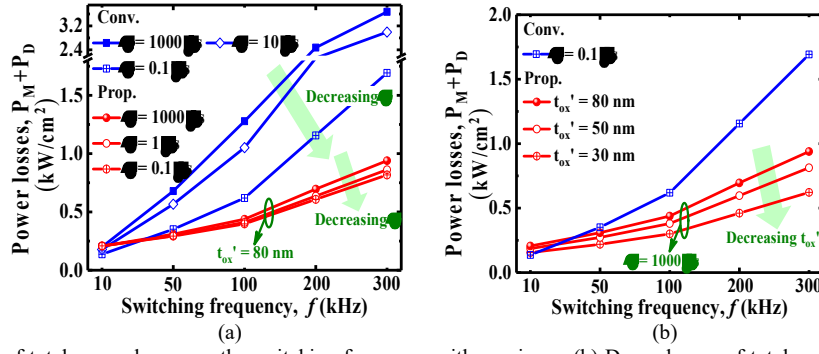 Conv.
= 1000
= 10
= 0.1
Prop.
= 1000
= 1
= 0.1
Decreasing
Decreasing
t_ox' = 80 nm
Power losses, P_M+P_D
(kW/cm²)
3.2
2.4
1.5
1.0
0.5
0.0
10 50 100 200 300
Switching frequency, f (kHz)
(a)
Conv.
= 0.1
Prop.
t_ox' = 80 nm
t_ox' = 50 nm
t_ox' = 30 nm
Decreasing t_ox'
= 1000
Power losses, P_M+P_D
(kW/cm²)
2.0
1.5
1.0
0.5
0.0
10 50 100 200 300
Switching frequency, f (kHz)
(b)